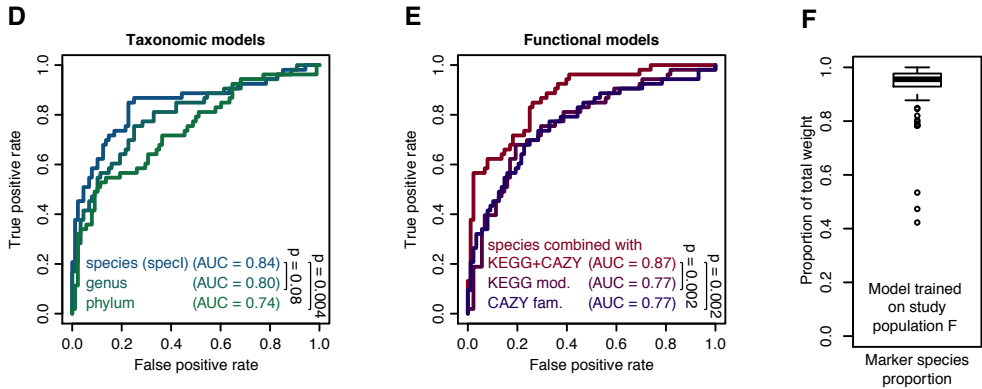 D
Taxonomic models
True positive rate
1.0
0.8
0.6
0.4
0.2
0.0
species (specI) (AUC = 0.84)
genus (AUC = 0.80)
phylum (AUC = 0.74)
p = 0.08
p = 0.004
0.0 0.2 0.4 0.6 0.8 1.0
False positive rate
E
Functional models
True positive rate
1.0
0.8
0.6
0.4
0.2
0.0
species combined with
KEGG+CAZY (AUC = 0.87)
KEGG mod. (AUC = 0.77)
CAZY fam. (AUC = 0.77)
p = 0.002
p = 0.002
0.0 0.2 0.4 0.6 0.8 1.0
False positive rate
F
Proportion of total weight
1.0
0.8
0.6
0.4
0.2
0.0
Model trained
on study
population F
Marker species
proportion